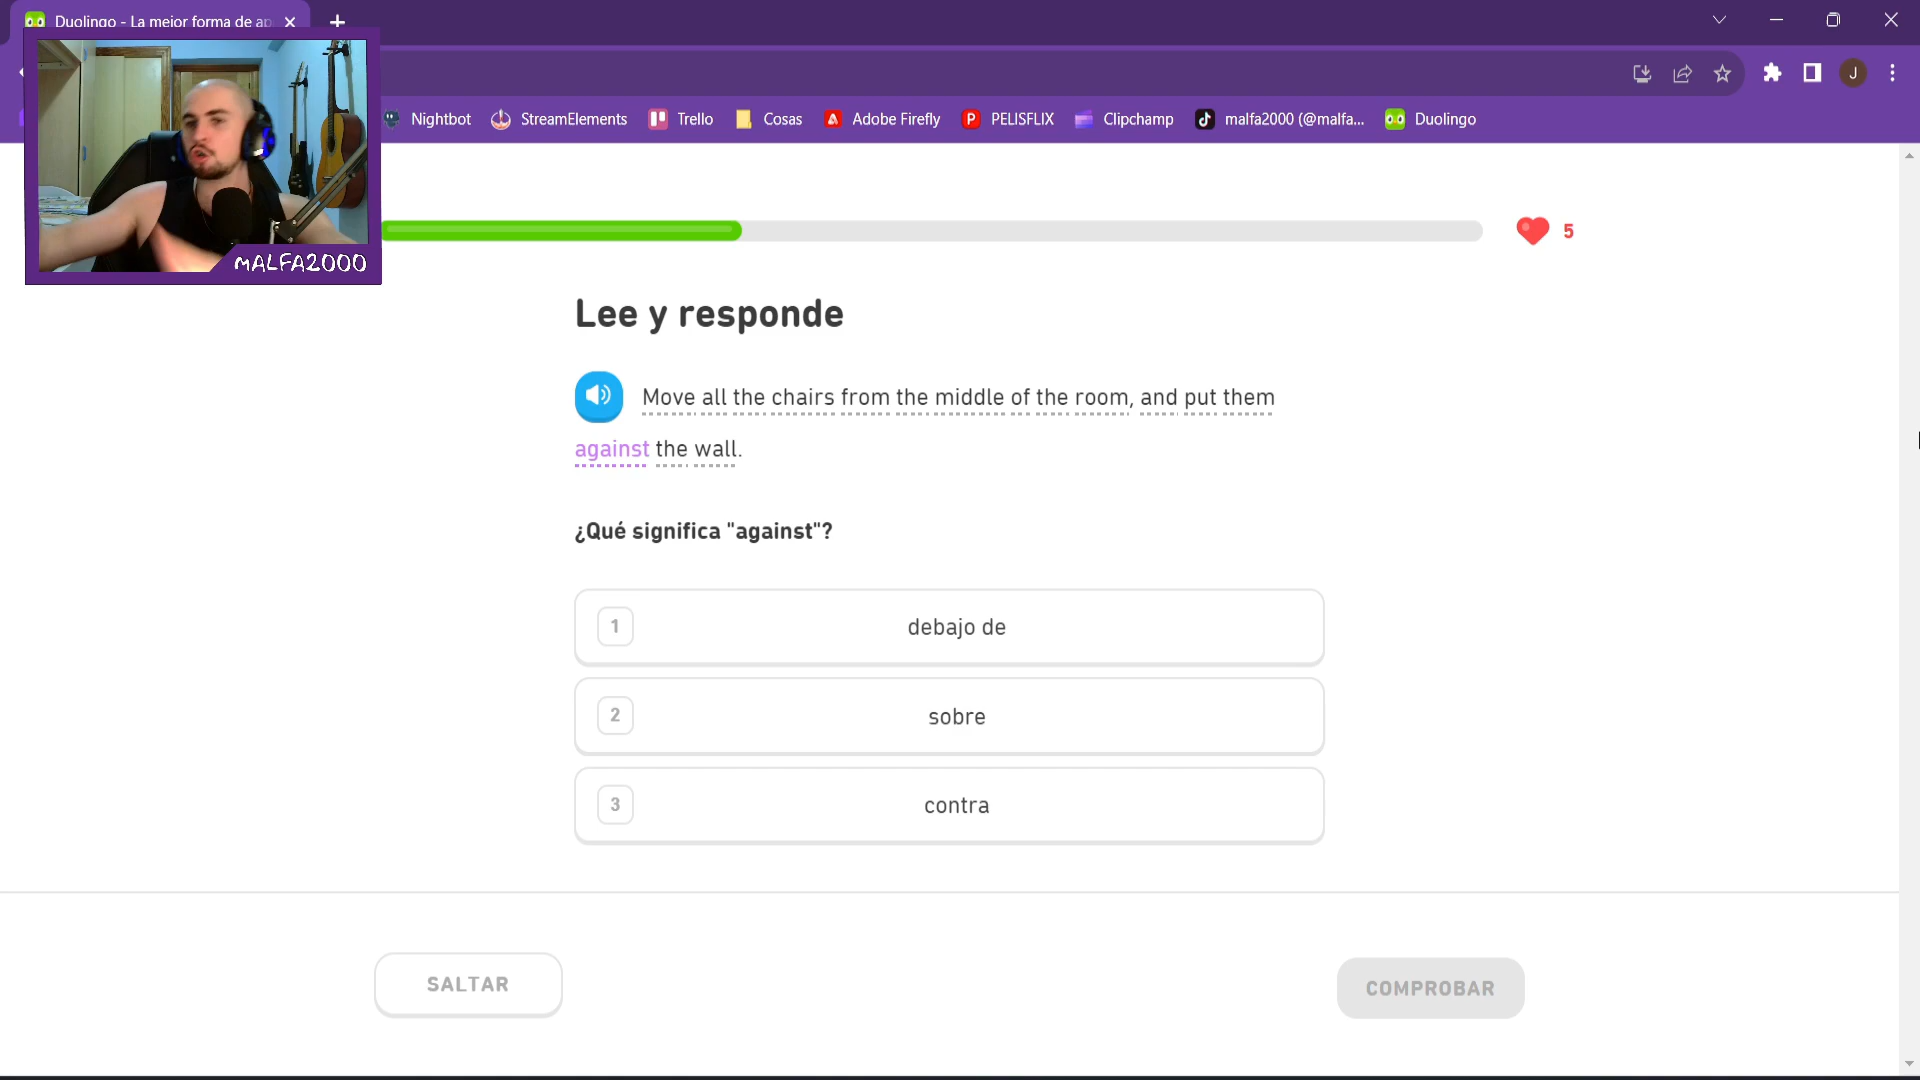 Duolingo - La mejor forma de ap
J
Nightbot
StreamElements
Trello
Cosas
Adobe Firefly
PELISFLIX
Clipchamp
malfa2000 (@malfa...
Duolingo
MALFA2000
5
Lee y responde
Move all the chairs from the middle of the room, and put them
against the wall.
¿Qué significa "against"?
1 debajo de
2 sobre
3 contra
SALTAR
COMPROBAR